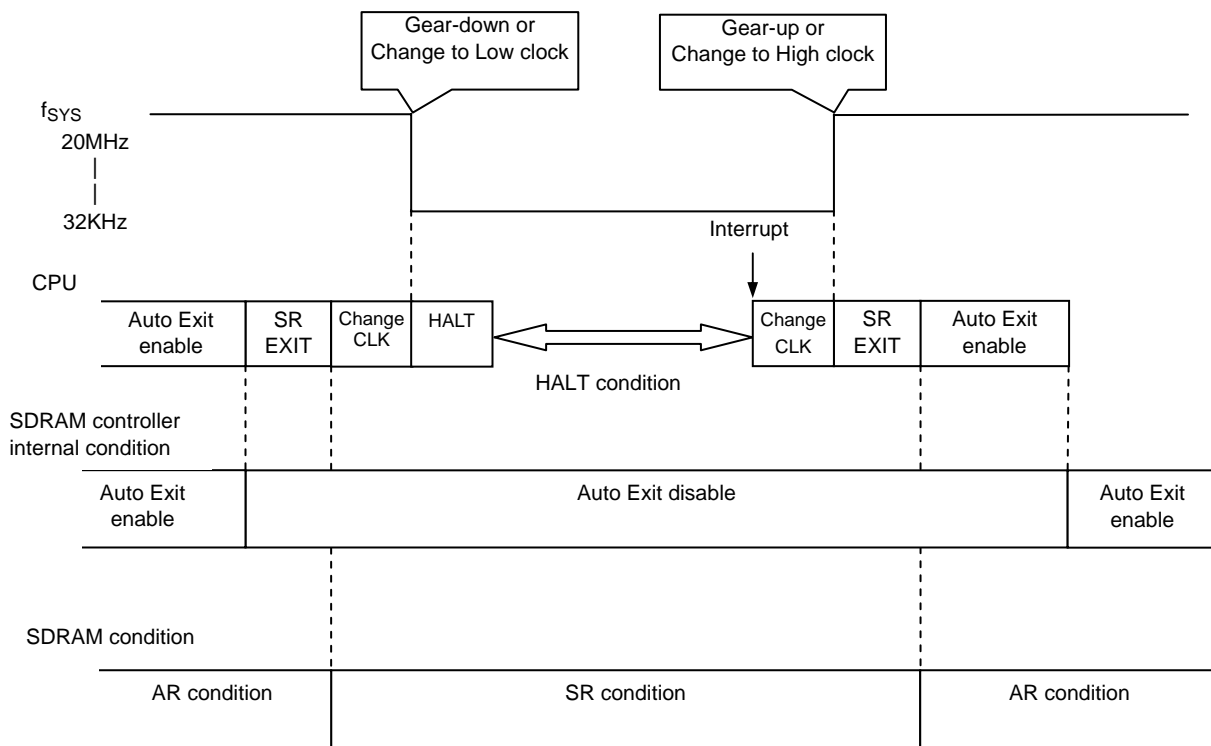 Gear-down or
Change to Low clock
Gear-up or
Change to High clock
fSYS
20MHz
|
|
32KHz
Interrupt
CPU
Auto Exit
enable
SR
EXIT
Change
CLK
HALT
Change
CLK
SR
EXIT
Auto Exit
enable
HALT condition
SDRAM controller
internal condition
Auto Exit
enable
Auto Exit disable
Auto Exit
enable
SDRAM condition
AR condition
SR condition
AR condition